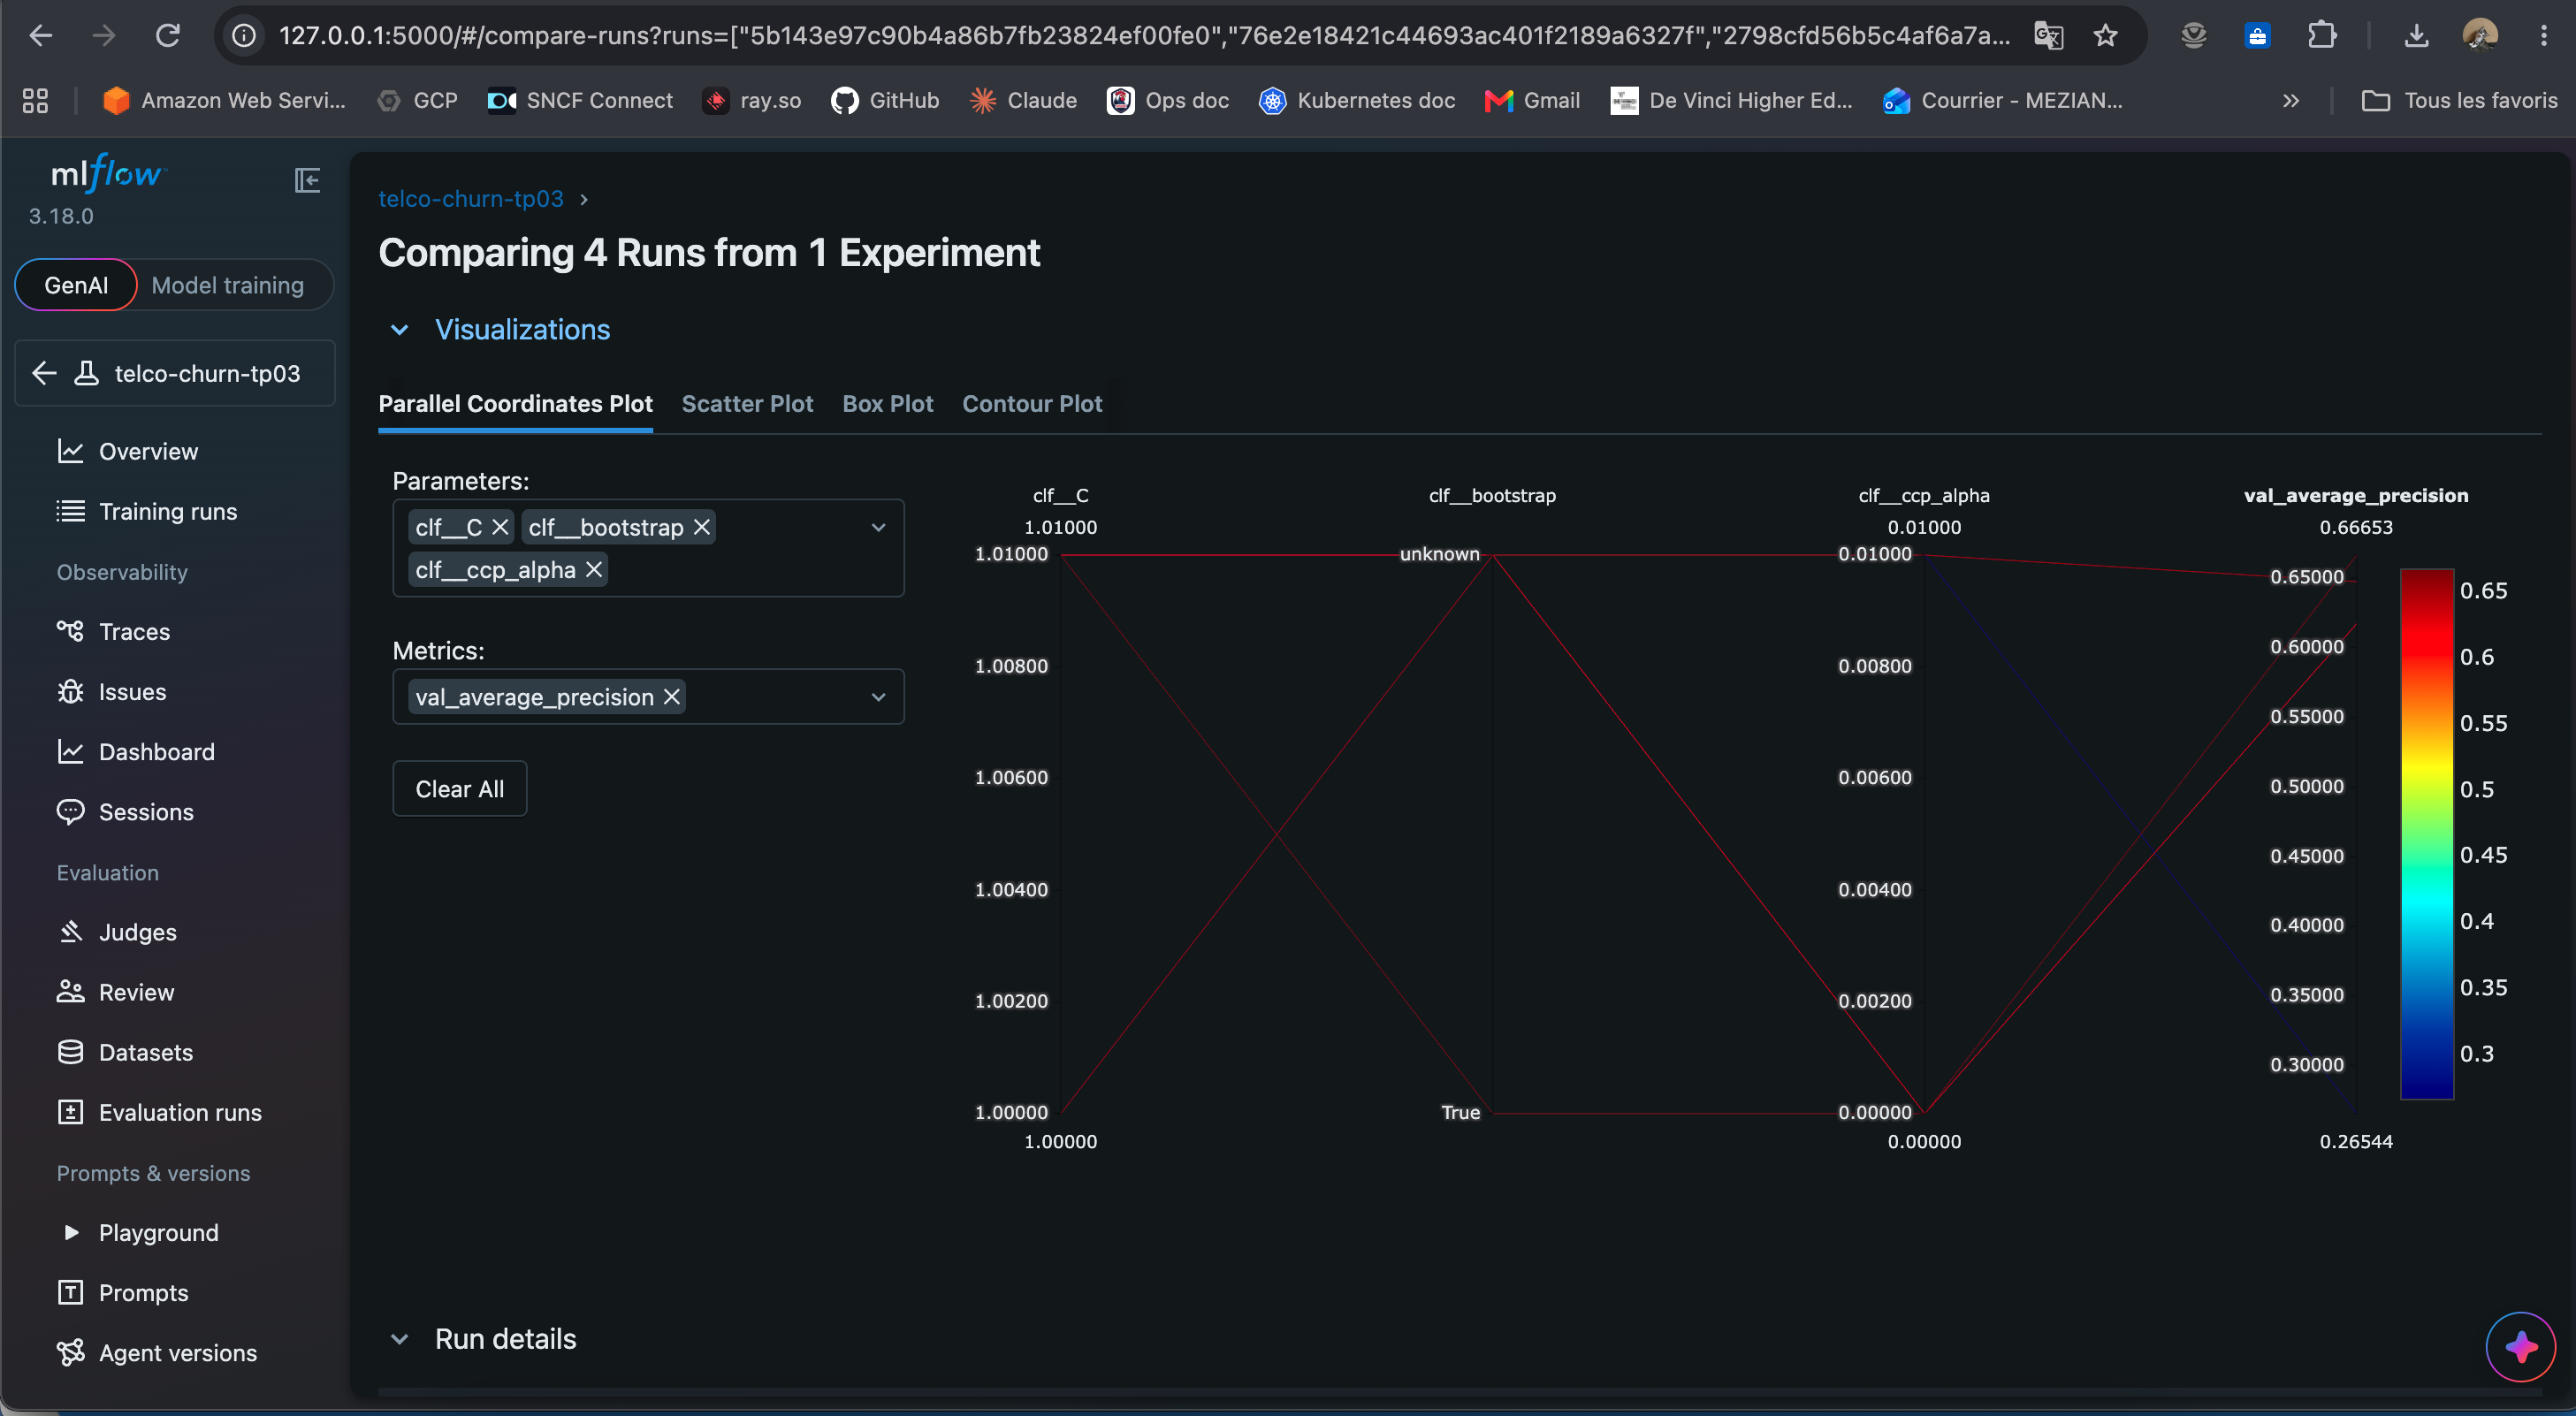 127.0.0.1:5000/#/compare-runs?runs=["5b143e97c90b4a86b7fb23824ef00fe0","76e2e18421c44693ac401f2189a6327f","2798cfd56b5c4af6a7a...
Amazon Web Servi...
GCP
SNCF Connect
ray.so
GitHub
Claude
Ops doc
Kubernetes doc
Gmail
De Vinci Higher Ed...
Courrier - MEZIAN...
»
Tous les favoris
mlflow
3.18.0
GenAI
Model training
telco-churn-tp03
Overview
Training runs
Observability
Traces
Issues
Dashboard
Sessions
Evaluation
Judges
Review
Datasets
Evaluation runs
Prompts & versions
Playground
Prompts
Agent versions
telco-churn-tp03 ›
Comparing 4 Runs from 1 Experiment
Visualizations
Parallel Coordinates Plot
Scatter Plot
Box Plot
Contour Plot
Parameters:
clf__C
clf__bootstrap
clf__ccp_alpha
Metrics:
val_average_precision
Clear All
clf__C
1.01000
1.01000
1.00800
1.00600
1.00400
1.00200
1.00000
1.00000
clf__bootstrap
unknown
True
clf__ccp_alpha
0.01000
0.01000
0.00800
0.00600
0.00400
0.00200
0.00000
0.00000
val_average_precision
0.66653
0.65000
0.60000
0.55000
0.50000
0.45000
0.40000
0.35000
0.30000
0.26544
0.65
0.6
0.55
0.5
0.45
0.4
0.35
0.3
Run details